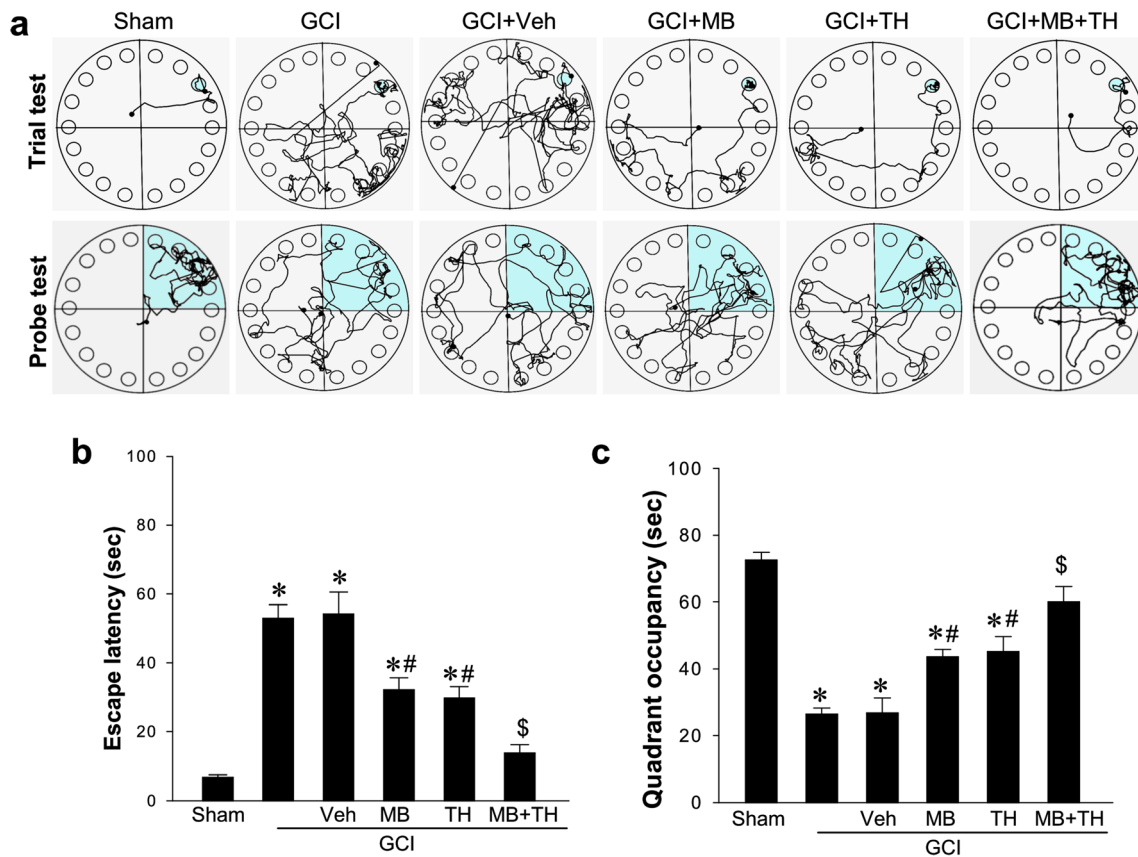 a
Sham GCI GCI+Veh GCI+MB GCI+TH GCI+MB+TH
Trial test
Probe test
b
Escape latency (sec)
100
80
60
40
20
0
* * *# *# $
Sham Veh MB TH MB+TH
GCI
c
Quadrant occupancy (sec)
100
80
60
40
20
0
* * *# *# $
Sham Veh MB TH MB+TH
GCI